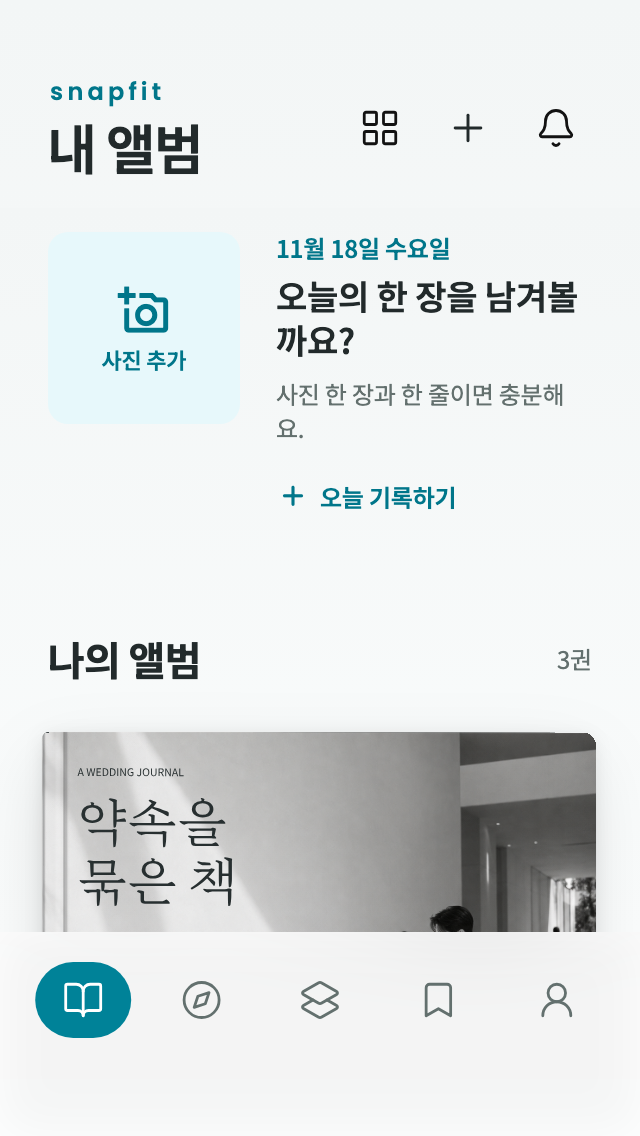 snapfit
내 앨범
11월 18일 수요일
오늘의 한 장을 남겨볼
까요?
사진 추가
사진 한 장과 한 줄이면 충분해
요.
오늘 기록하기
나의 앨범
3권
A WEDDING JOURNAL
약속을
묶은 책